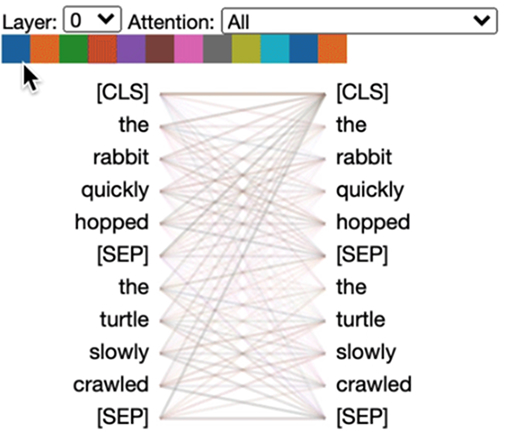 Layer: 0 Attention: All
[CLS] [CLS]
the the
rabbit rabbit
quickly quickly
hopped hopped
[SEP] [SEP]
the the
turtle turtle
slowly slowly
crawled crawled
[SEP] [SEP]